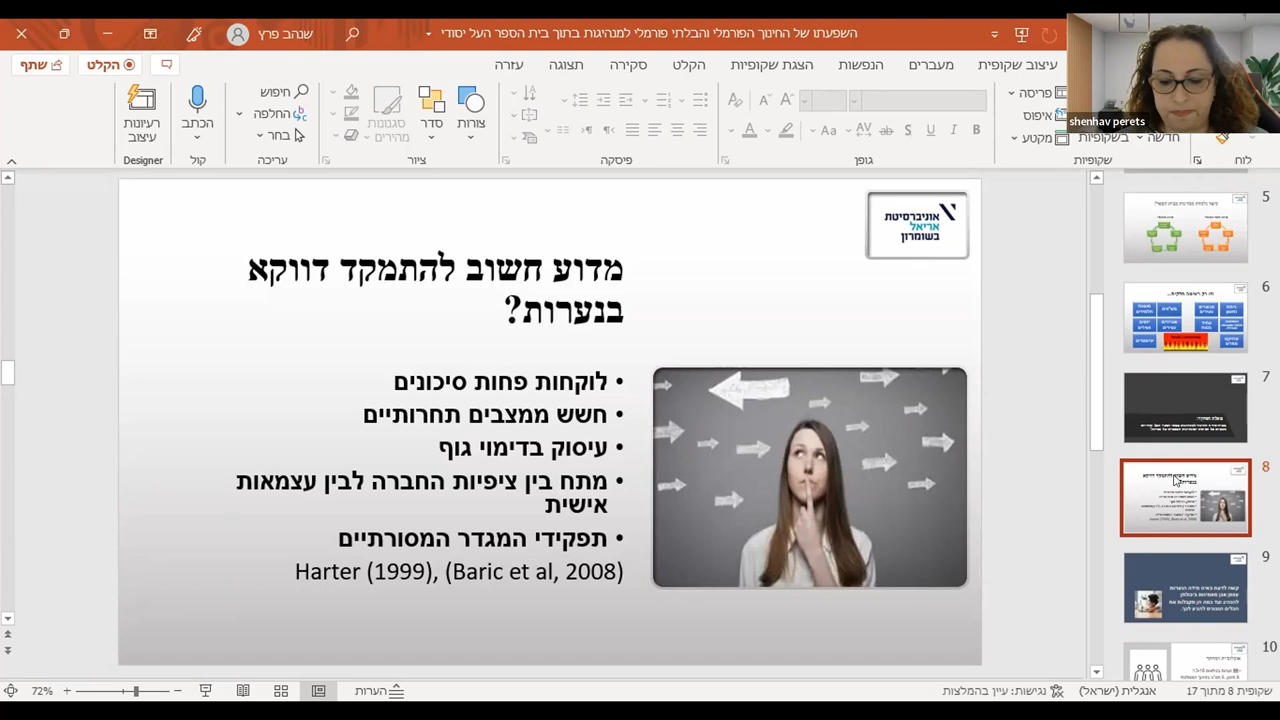 השפעתו של החינוך הפורמלי והבלתי פורמלי למנהיגות בתוך בית הספר העל יסודי
שנהב פרץ
עיצוב שקופית
מעברים
הנפשות
הצגת שקופיות
הקלט
סקירה
תצוגה
עזרה
הקלט
שתף
פריסה
איפוס
מקטע
חדשה
בשקופיות
חיפוש
החלפה
בחר
צורות
סדר
סגנונות
מהירים
הכתב
רעיונות
עיצוב
לוח
שקופיות
גופן
פיסקה
ציור
עריכה
קול
Designer
shenhav perets
אוניברסיטת
אריאל
בשומרון
מדוע חשוב להתמקד דווקא
בנערות?
• לוקחות פחות סיכונים
• חשש ממצבים תחרותיים
• עיסוק בדימוי גוף
• מתח בין ציפיות החברה לבין עצמאות
אישית
• תפקידי המגדר המסורתיים
Harter (1999), (Baric et al, 2008)
5
6
7
8
9
10
שקופית 8 מתוך 17
אנגלית (ישראל)
נגישות: עיין בהמלצות
הערות
72%